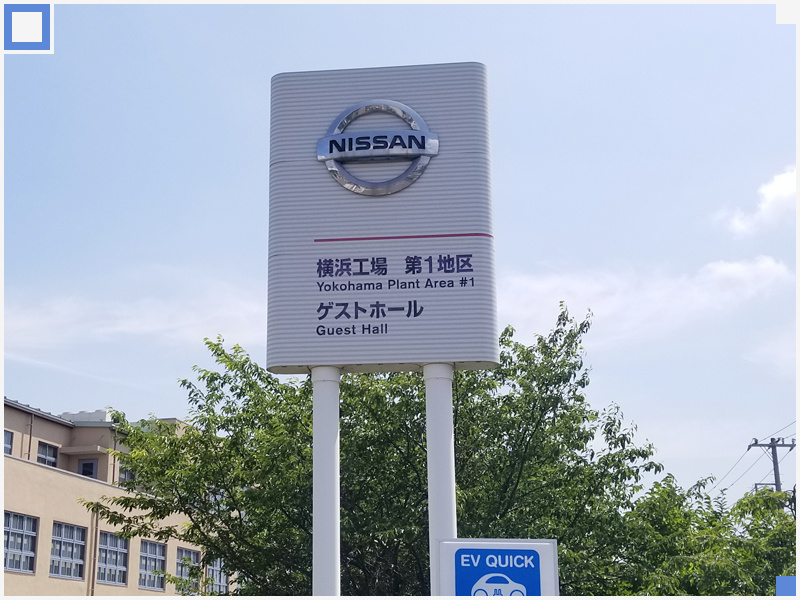 NISSAN
横浜工場　第1地区
Yokohama Plant Area #1
ゲストホール
Guest Hall
EV QUICK